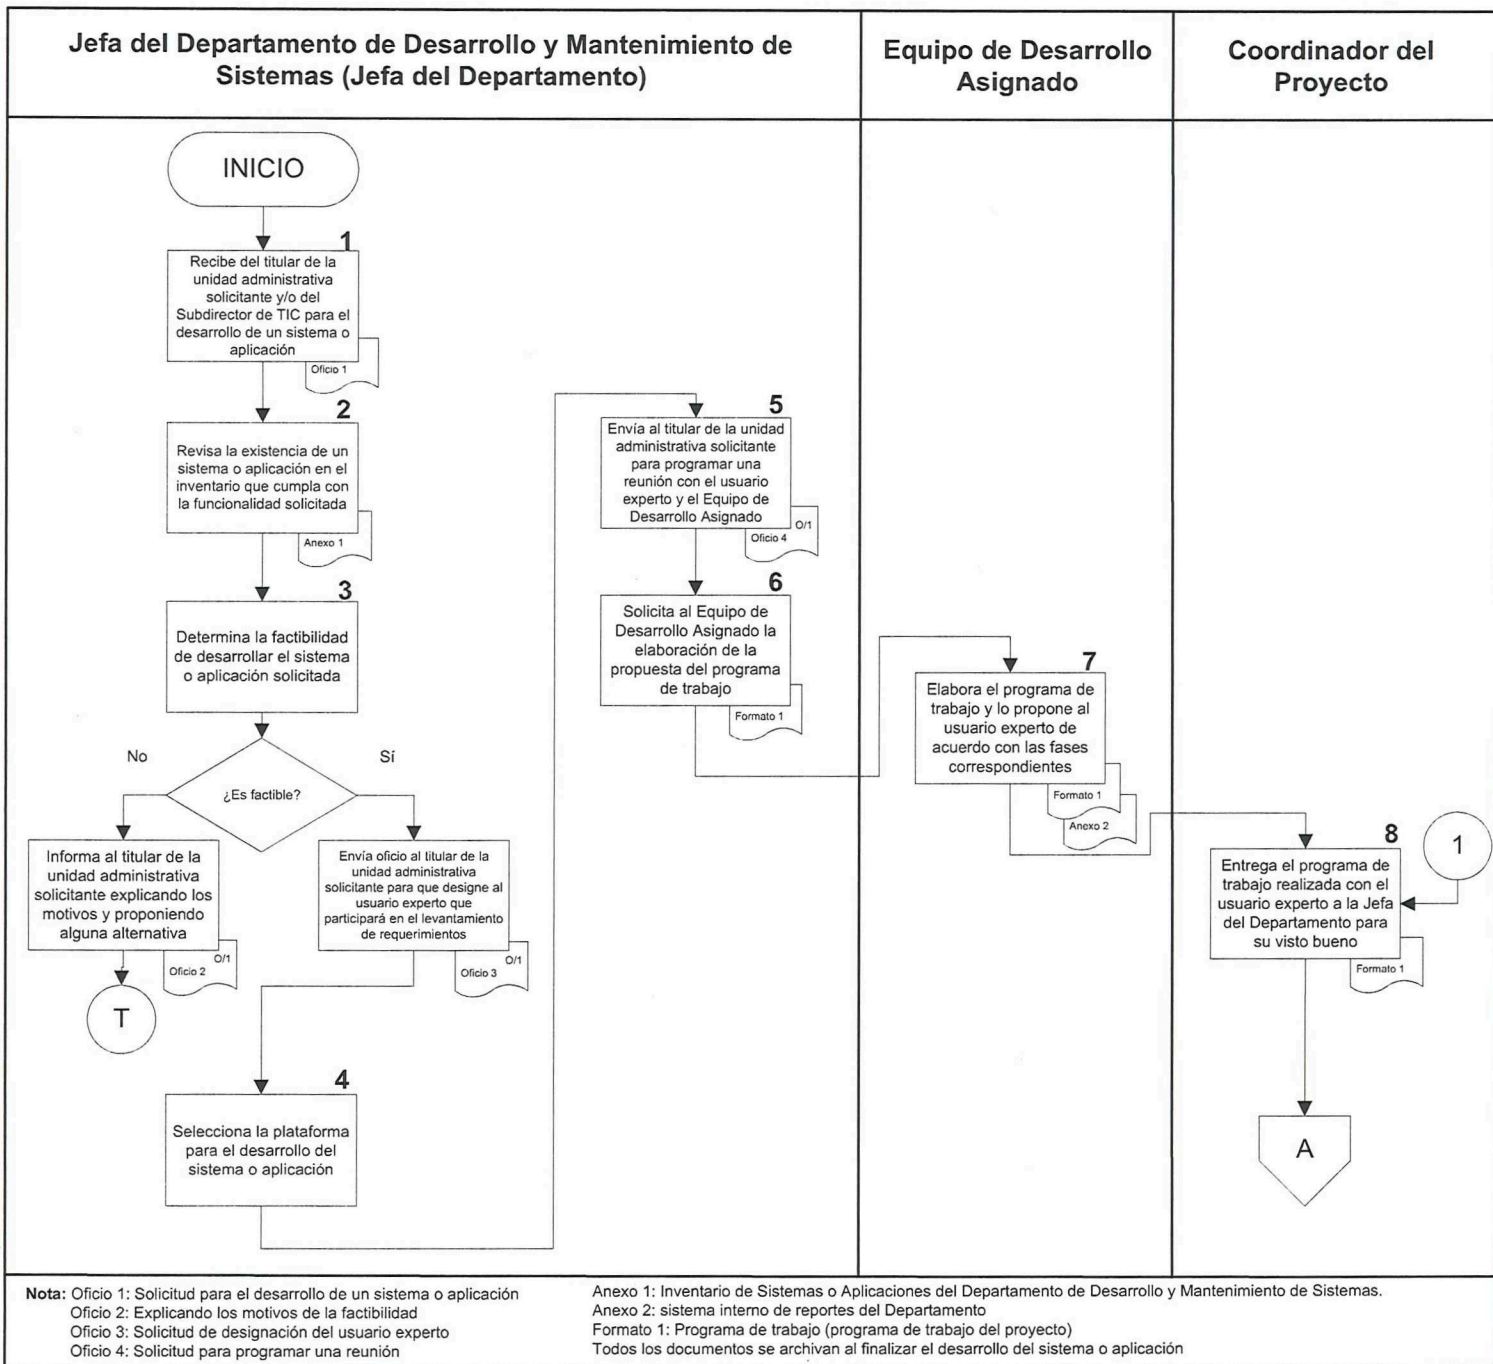 Jefa del Departamento de Desarrollo y Mantenimiento de
Sistemas (Jefa del Departamento)
Equipo de Desarrollo
Asignado
Coordinador del
Proyecto
INICIO
1
Recibe del titular de la
unidad administrativa
solicitante y/o del
Subdirector de TIC para el
desarrollo de un sistema o
aplicación
Oficio 1
2
Revisa la existencia de un
sistema o aplicación en el
inventario que cumpla con
la funcionalidad solicitada
Anexo 1
3
Determina la factibilidad
de desarrollar el sistema
o aplicación solicitada
No
Sí
¿Es factible?
Informa al titular de la
unidad administrativa
solicitante explicando los
motivos y proponiendo
alguna alternativa
O/1
Oficio 2
T
Envía oficio al titular de la
unidad administrativa
solicitante para que designe al
usuario experto que
participará en el levantamiento
de requerimientos
O/1
Oficio 3
4
Selecciona la plataforma
para el desarrollo del
sistema o aplicación
5
Envía al titular de la unidad
administrativa solicitante
para programar una
reunión con el usuario
experto y el Equipo de
Desarrollo Asignado
O/1
Oficio 4
6
Solicita al Equipo de
Desarrollo Asignado la
elaboración de la
propuesta del programa
de trabajo
Formato 1
7
Elabora el programa de
trabajo y lo propone al
usuario experto de
acuerdo con las fases
correspondientes
Formato 1
Anexo 2
8
Entrega el programa de
trabajo realizada con el
usuario experto a la Jefa
del Departamento para
su visto bueno
Formato 1
1
A
Nota: Oficio 1: Solicitud para el desarrollo de un sistema o aplicación
Oficio 2: Explicando los motivos de la factibilidad
Oficio 3: Solicitud de designación del usuario experto
Oficio 4: Solicitud para programar una reunión
Anexo 1: Inventario de Sistemas o Aplicaciones del Departamento de Desarrollo y Mantenimiento de Sistemas.
Anexo 2: sistema interno de reportes del Departamento
Formato 1: Programa de trabajo (programa de trabajo del proyecto)
Todos los documentos se archivan al finalizar el desarrollo del sistema o aplicación